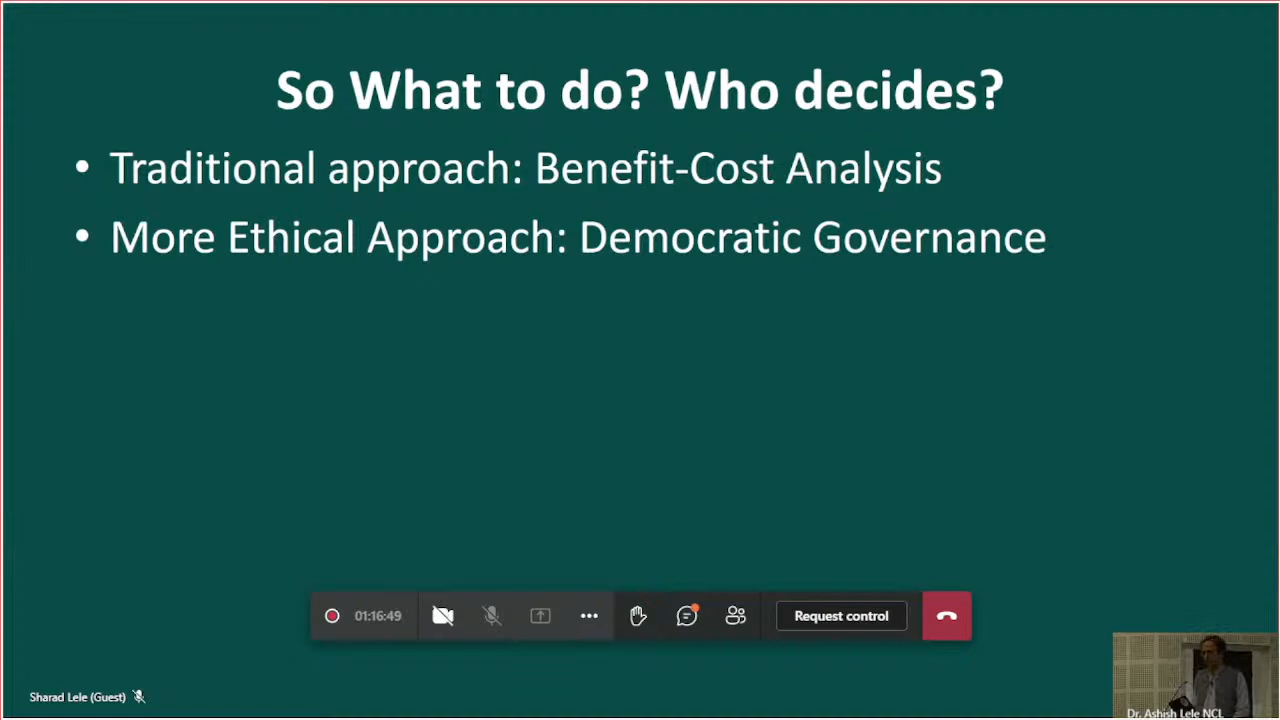 So What to do? Who decides?
• Traditional approach: Benefit-Cost Analysis
• More Ethical Approach: Democratic Governance
01:16:49
Request control
Sharad Lele (Guest)
Dr. Ashish Lele NCL